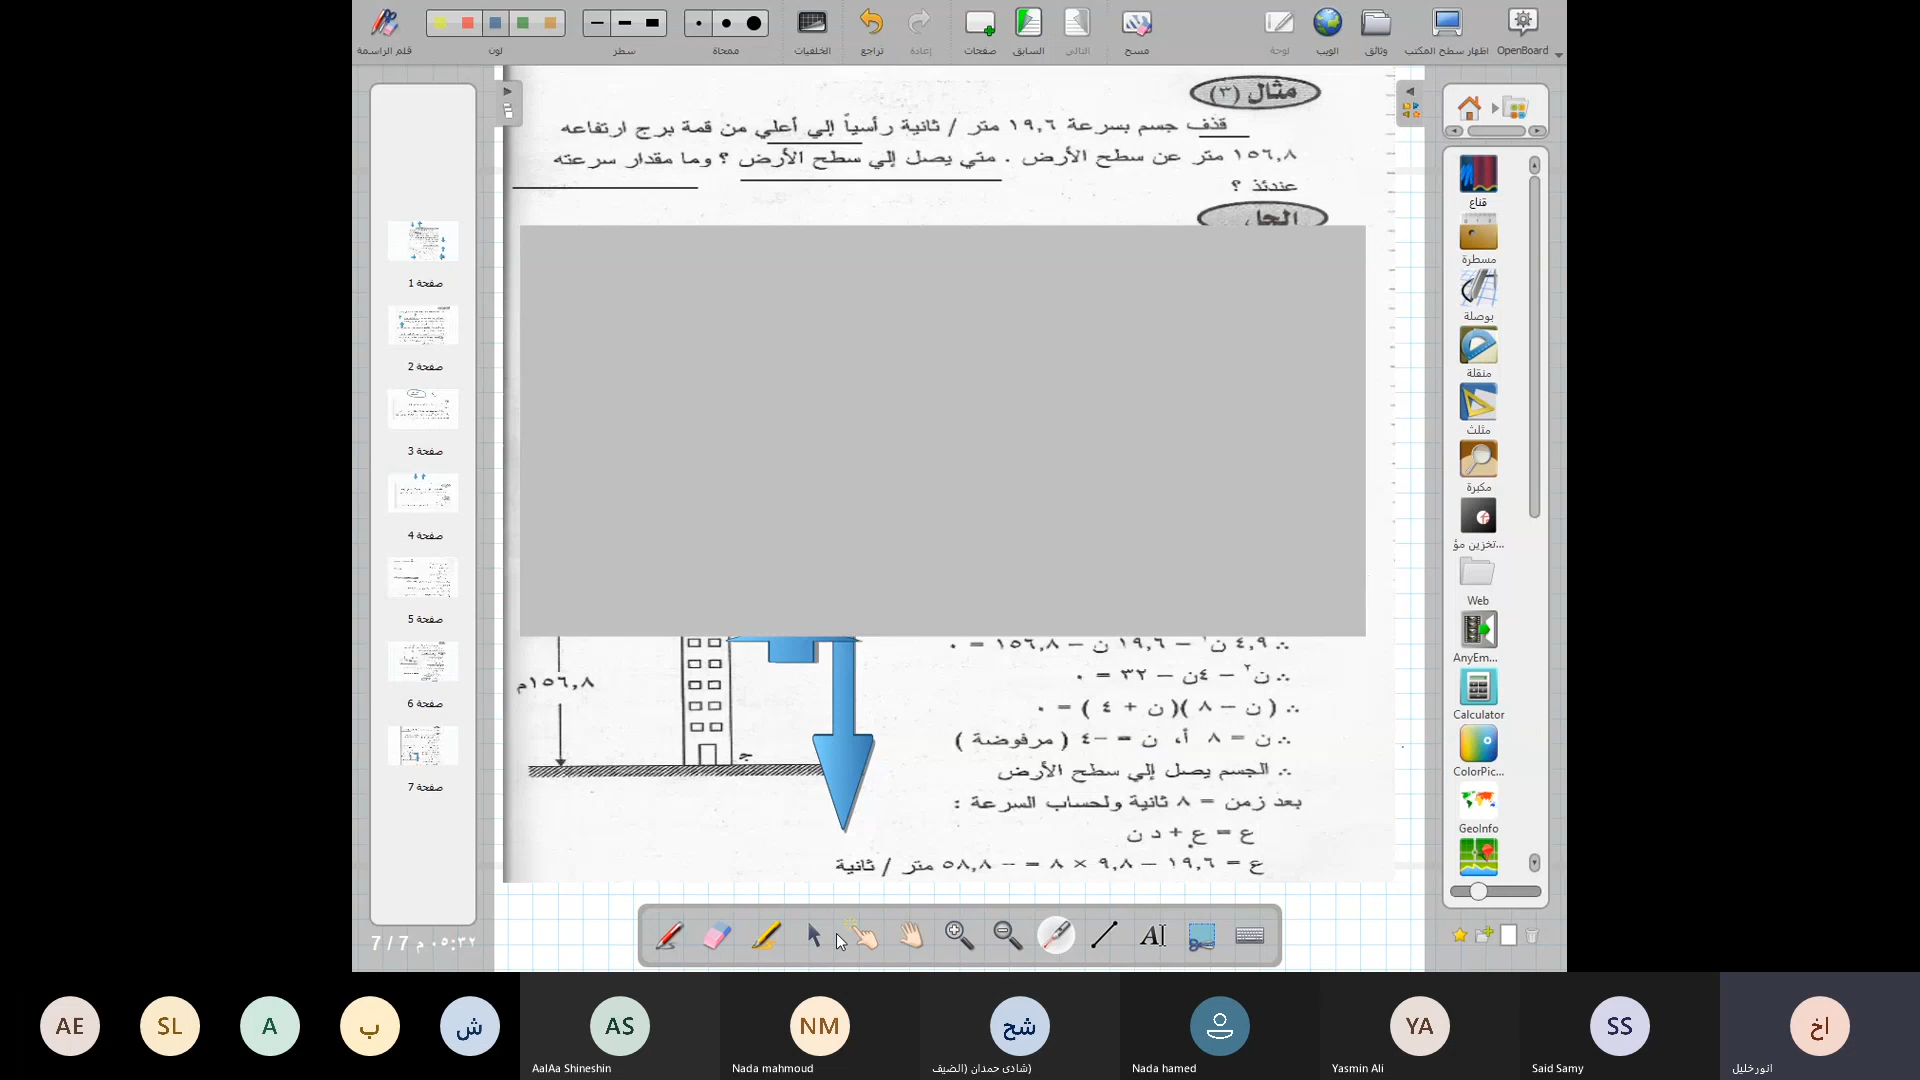 قلم الراسمة
لون
سطر
ممحاة
الخلفيات
تراجع
إعادة
صفحات
السابق
التالي
مسح
لوحة
الويب
وثائق
اظهار سطح المكتب
OpenBoard
مثال (٣)
قذف جسم بسرعة ١٩,٦ متر / ثانية رأسياً إلي أعلي من قمة برج ارتفاعه
١٥٦,٨ متر عن سطح الأرض . متي يصل إلي سطح الأرض ؟ وما مقدار سرعته
عندئذ ؟
الحل
∴ ٤,٩ ن٢ – ١٩,٦ ن – ١٥٦,٨ = ٠
∴ ن٢ – ٤ن – ٣٢ = ٠
∴ ( ن – ٨ )( ن + ٤ ) = ٠
∴ ن = ٨ أ، ن = –٤ ( مرفوضة )
∴ الجسم يصل إلي سطح الأرض
بعد زمن = ٨ ثانية ولحساب السرعة :
ع = ع. + د ن
ع = ١٩,٦ – ٩,٨ × ٨ = – ٥٨,٨ متر / ثانية
١٥٦,٨م
جـ
صفحة 1
صفحة 2
صفحة 3
صفحة 4
صفحة 5
صفحة 6
صفحة 7
7 / 7
٠٥:٣٢ م
قناع
مسطرة
بوصلة
منقلة
مثلث
مكبرة
تخزين مؤ...
Web
AnyEm...
Calculator
ColorPic...
GeoInfo
AE
SL
A
ب
ش
AS
AalAa Shineshin
NM
Nada mahmoud
شح
شادى حمدان (الضيف)
Nada hamed
YA
Yasmin Ali
SS
Said Samy
اخ
انورخليل